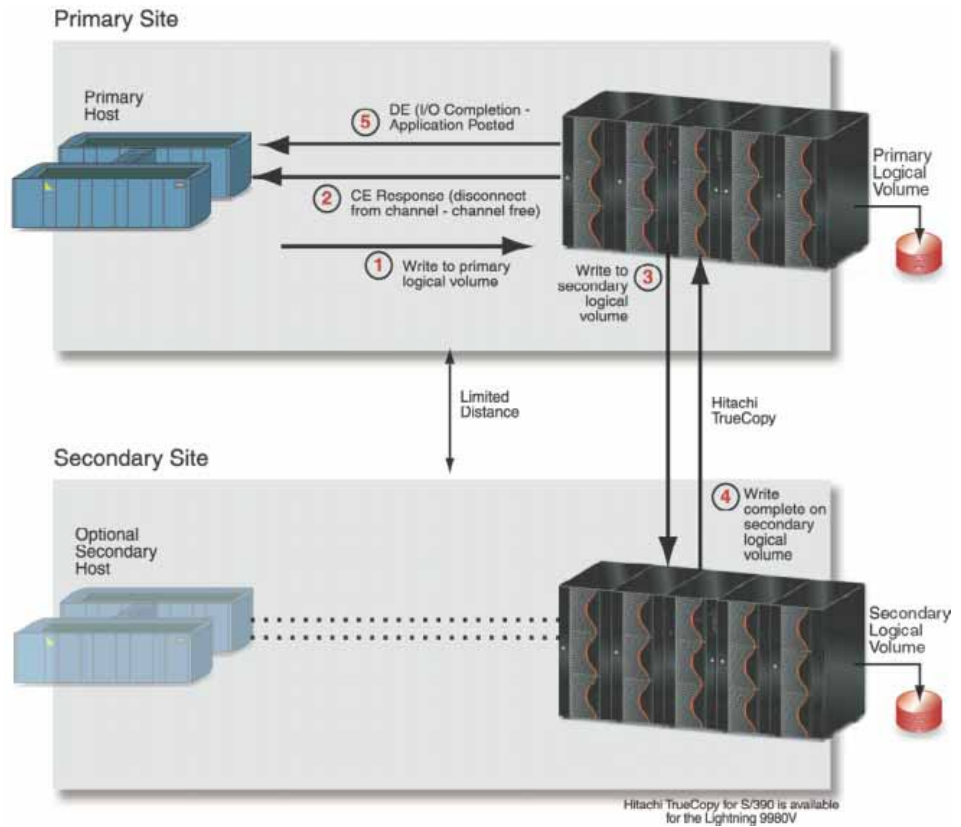 Primary Site
Primary
Host
5
DE (I/O Completion -
Application Posted
2
CE Response (disconnect
from channel - channel free)
1
Write to primary
logical volume
Write to
secondary
logical
volume
3
Primary
Logical
Volume
Limited
Distance
Hitachi
TrueCopy
Secondary Site
Optional
Secondary
Host
4
Write
complete on
secondary
logical
volume
Secondary
Logical
Volume
Hitachi TrueCopy for S/390 is available
for the Lightning 9980V